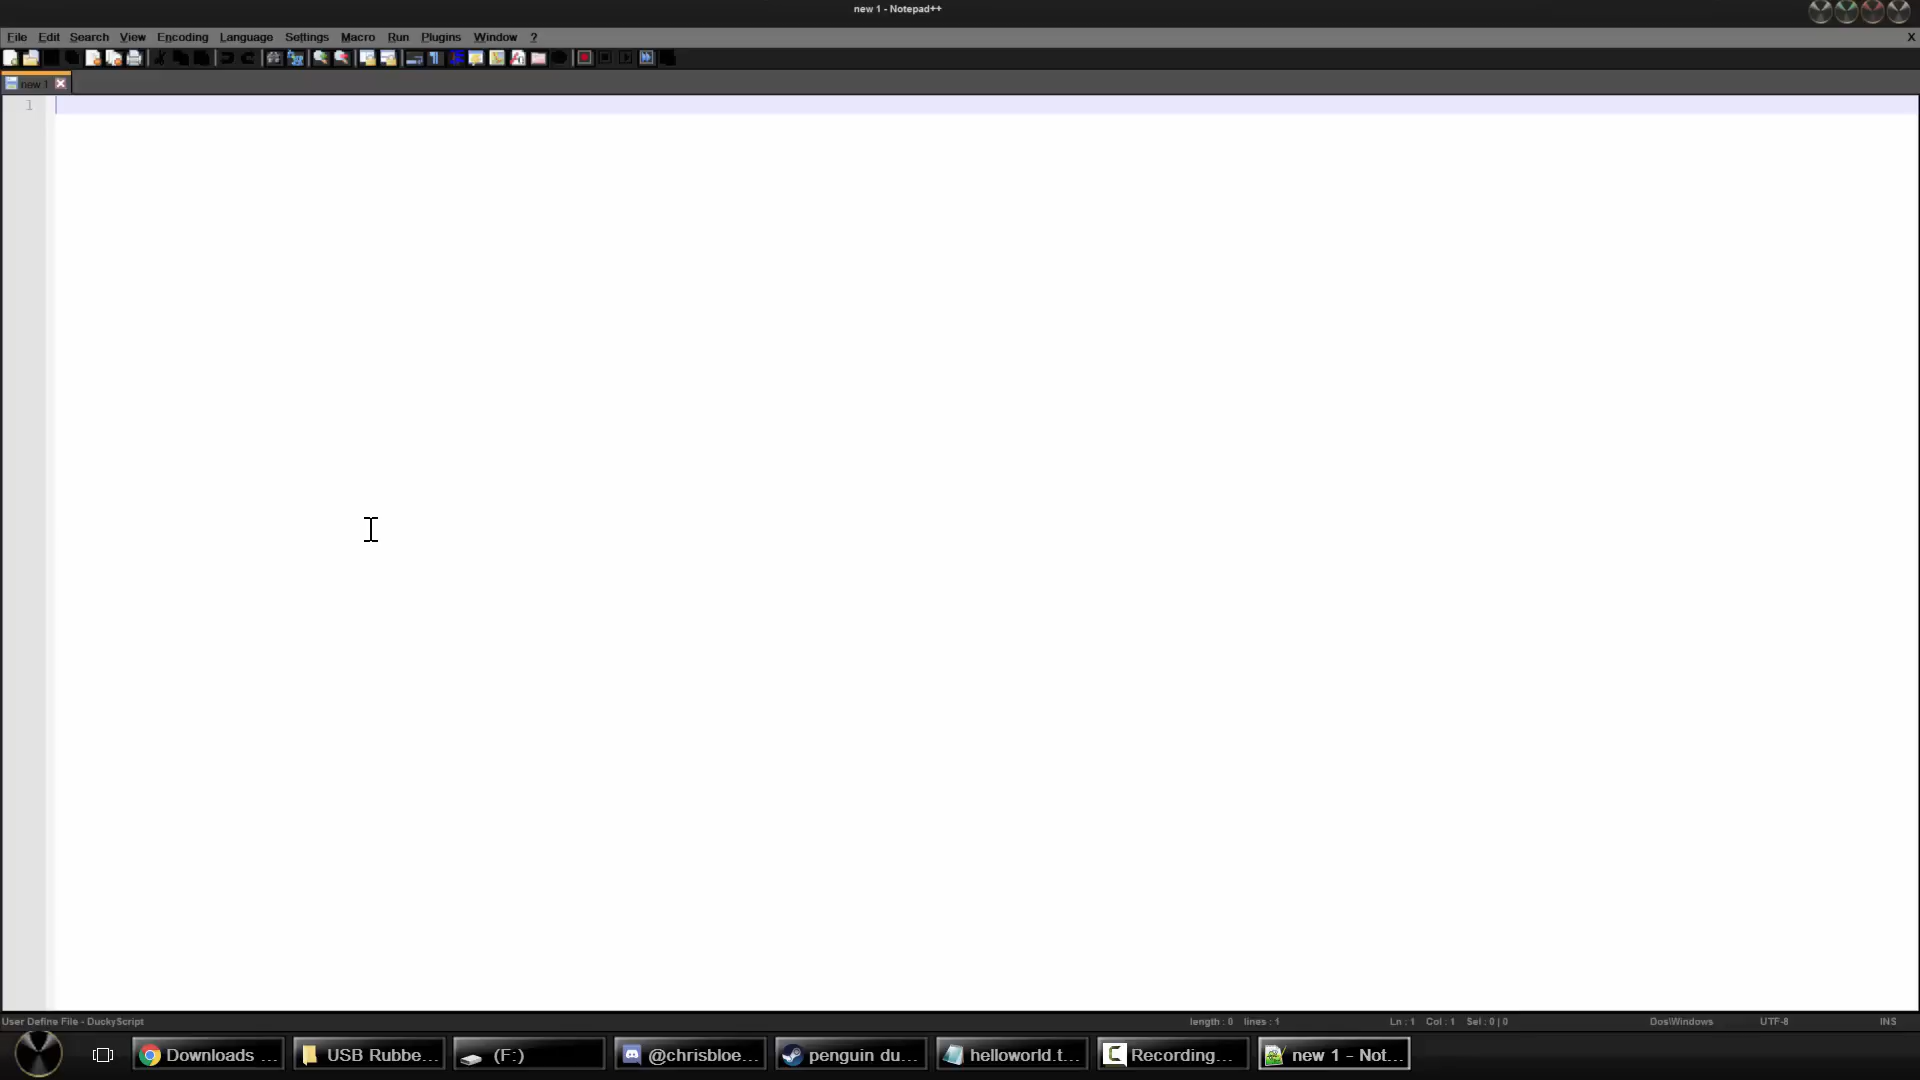 new 1 - Notepad++
File Edit Search View Encoding Language Settings Macro Run Plugins Window ? X
new 1
1
User Define File - DuckyScript length : 0 lines : 1 Ln : 1 Col : 1 Sel : 0 | 0 Dos\Windows UTF-8 INS
Downloads ... USB Rubbe... (F:) @chrisbloe... penguin du... helloworld.t... Recording... new 1 - Not...